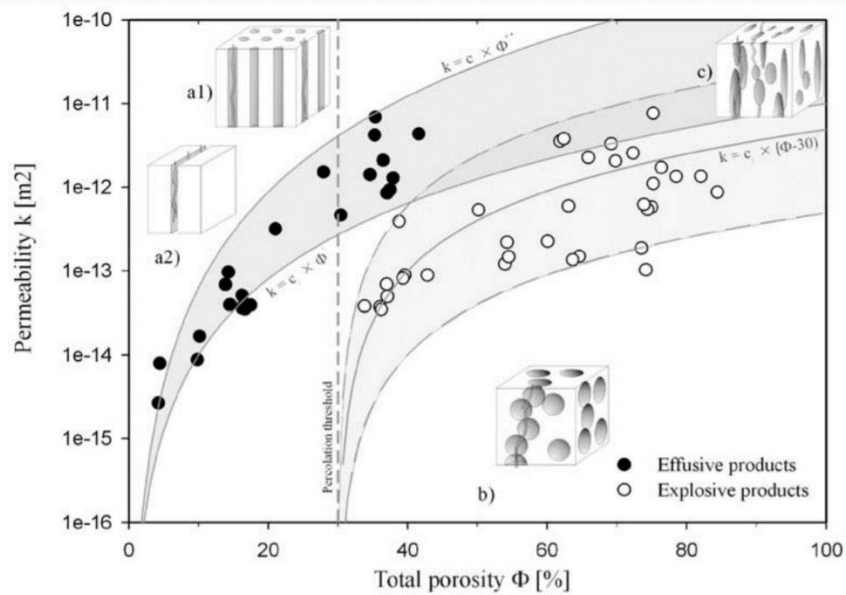 1e-10
1e-11
1e-12
1e-13
1e-14
1e-15
1e-16
Permeability k [m2]
a1)
a2)
k = c × Φ
k = c × Φ
c)
k = c × (Φ-30)
Percolation threshold
b)
Effusive products
Explosive products
0 20 40 60 80 100
Total porosity Φ [%]